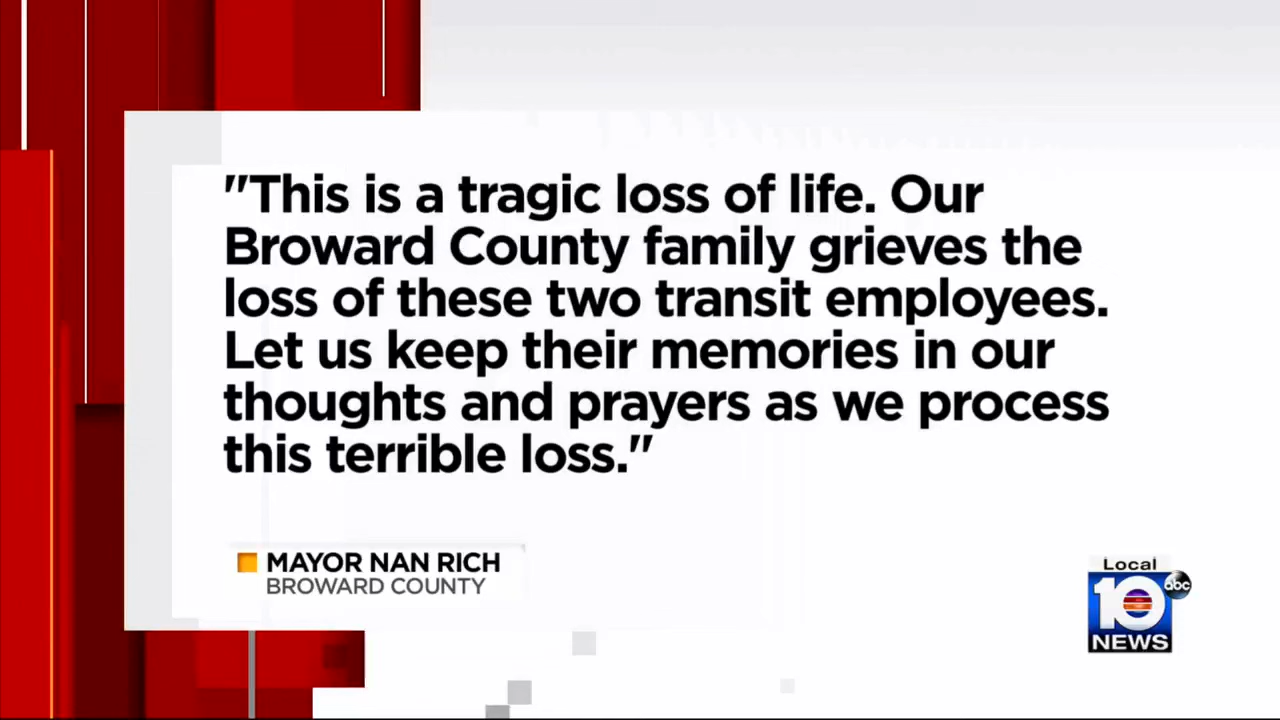 "This is a tragic loss of life. Our
Broward County family grieves the
loss of these two transit employees.
Let us keep their memories in our
thoughts and prayers as we process
this terrible loss."
MAYOR NAN RICH
BROWARD COUNTY
Local
10 abc
NEWS